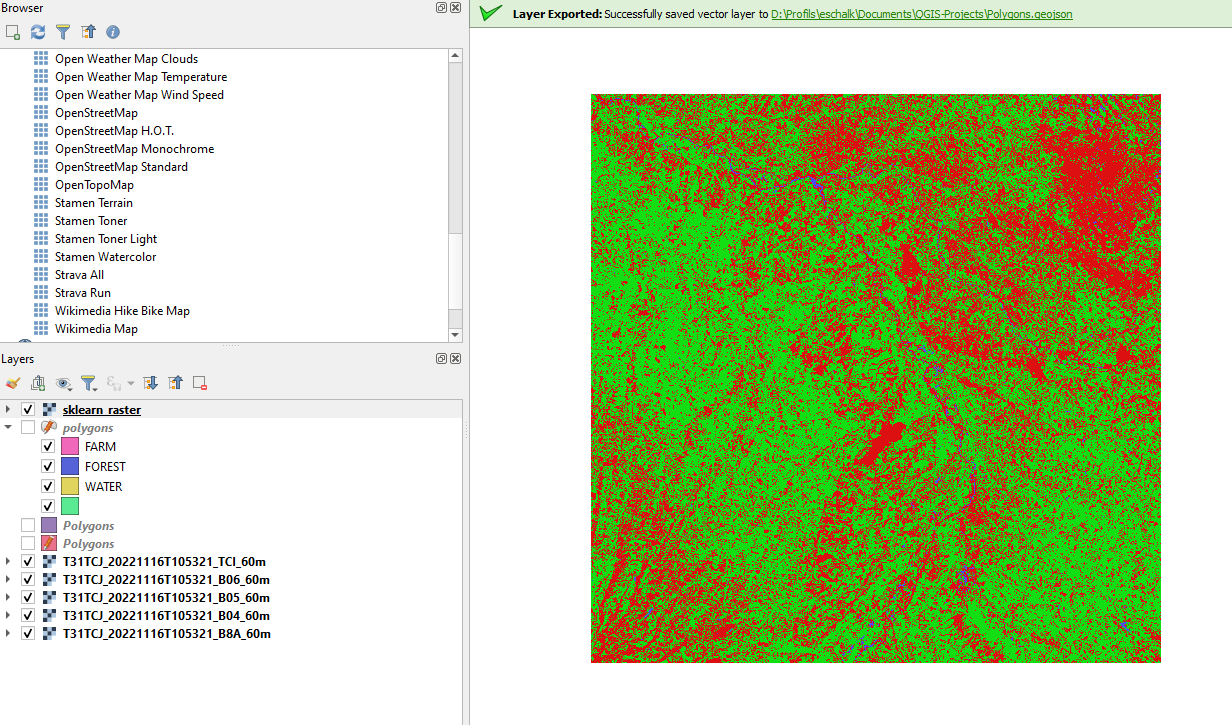 Browser
Open Weather Map Clouds
Open Weather Map Temperature
Open Weather Map Wind Speed
OpenStreetMap
OpenStreetMap H.O.T.
OpenStreetMap Monochrome
OpenStreetMap Standard
OpenTopoMap
Stamen Terrain
Stamen Toner
Stamen Toner Light
Stamen Watercolor
Strava All
Strava Run
Wikimedia Hike Bike Map
Wikimedia Map
Layers
sklearn_raster
polygons
FARM
FOREST
WATER
Polygons
Polygons
T31TCJ_20221116T105321_TCI_60m
T31TCJ_20221116T105321_B06_60m
T31TCJ_20221116T105321_B05_60m
T31TCJ_20221116T105321_B04_60m
T31TCJ_20221116T105321_B8A_60m
Layer Exported: Successfully saved vector layer to D:\Profils\eschalk\Documents\QGIS-Projects\Polygons.geojson